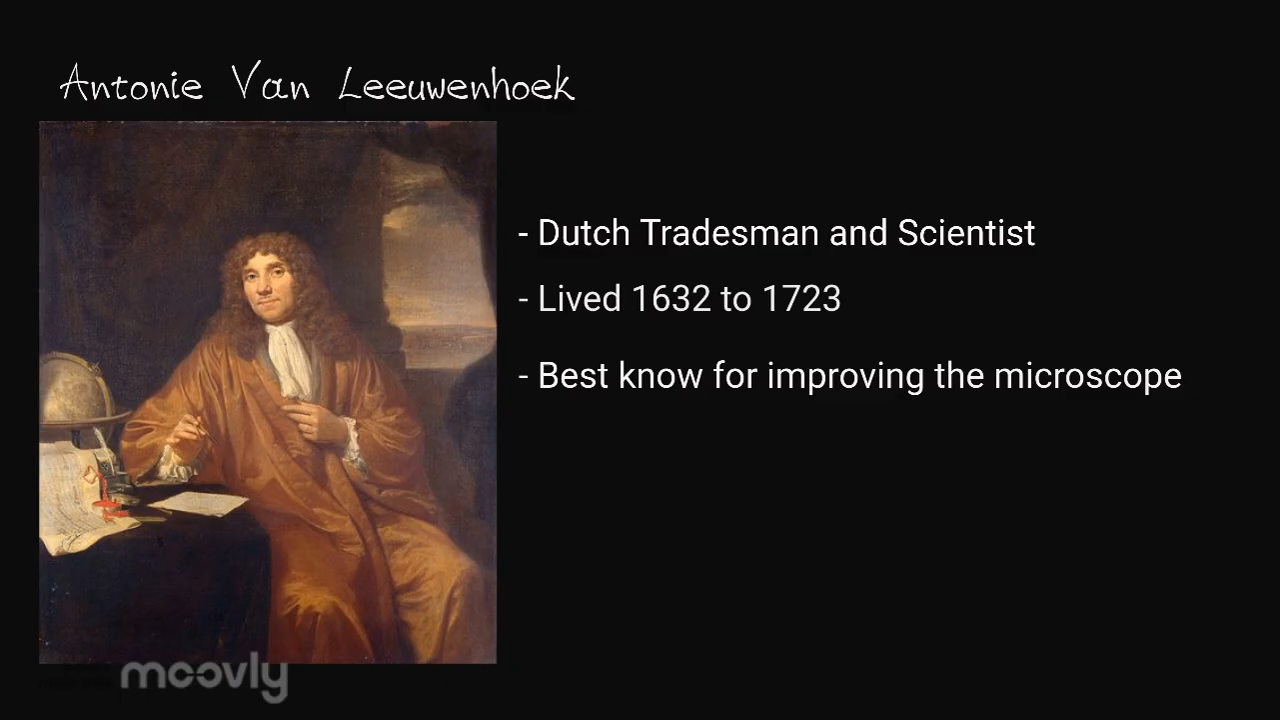 Antonie Van Leeuwenhoek
- Dutch Tradesman and Scientist
- Lived 1632 to 1723
- Best know for improving the microscope
moovly